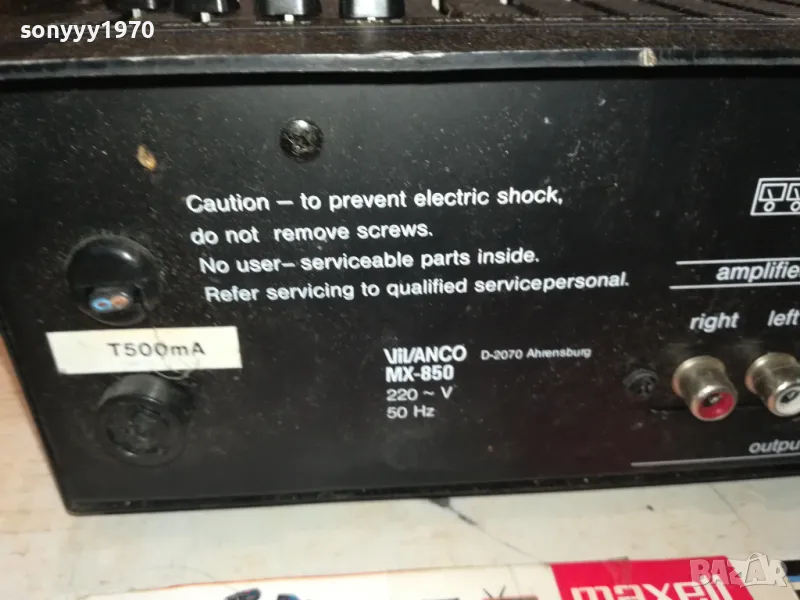 sonyyy1970
Caution – to prevent electric shock,
do not remove screws.
No user– serviceable parts inside.
Refer servicing to qualified servicepersonal.
amplifie
right left
T500mA
VIVANCO D-2070 Ahrensburg
MX-850
220 ~ V
50 Hz
outpu
maxell
BAZAR